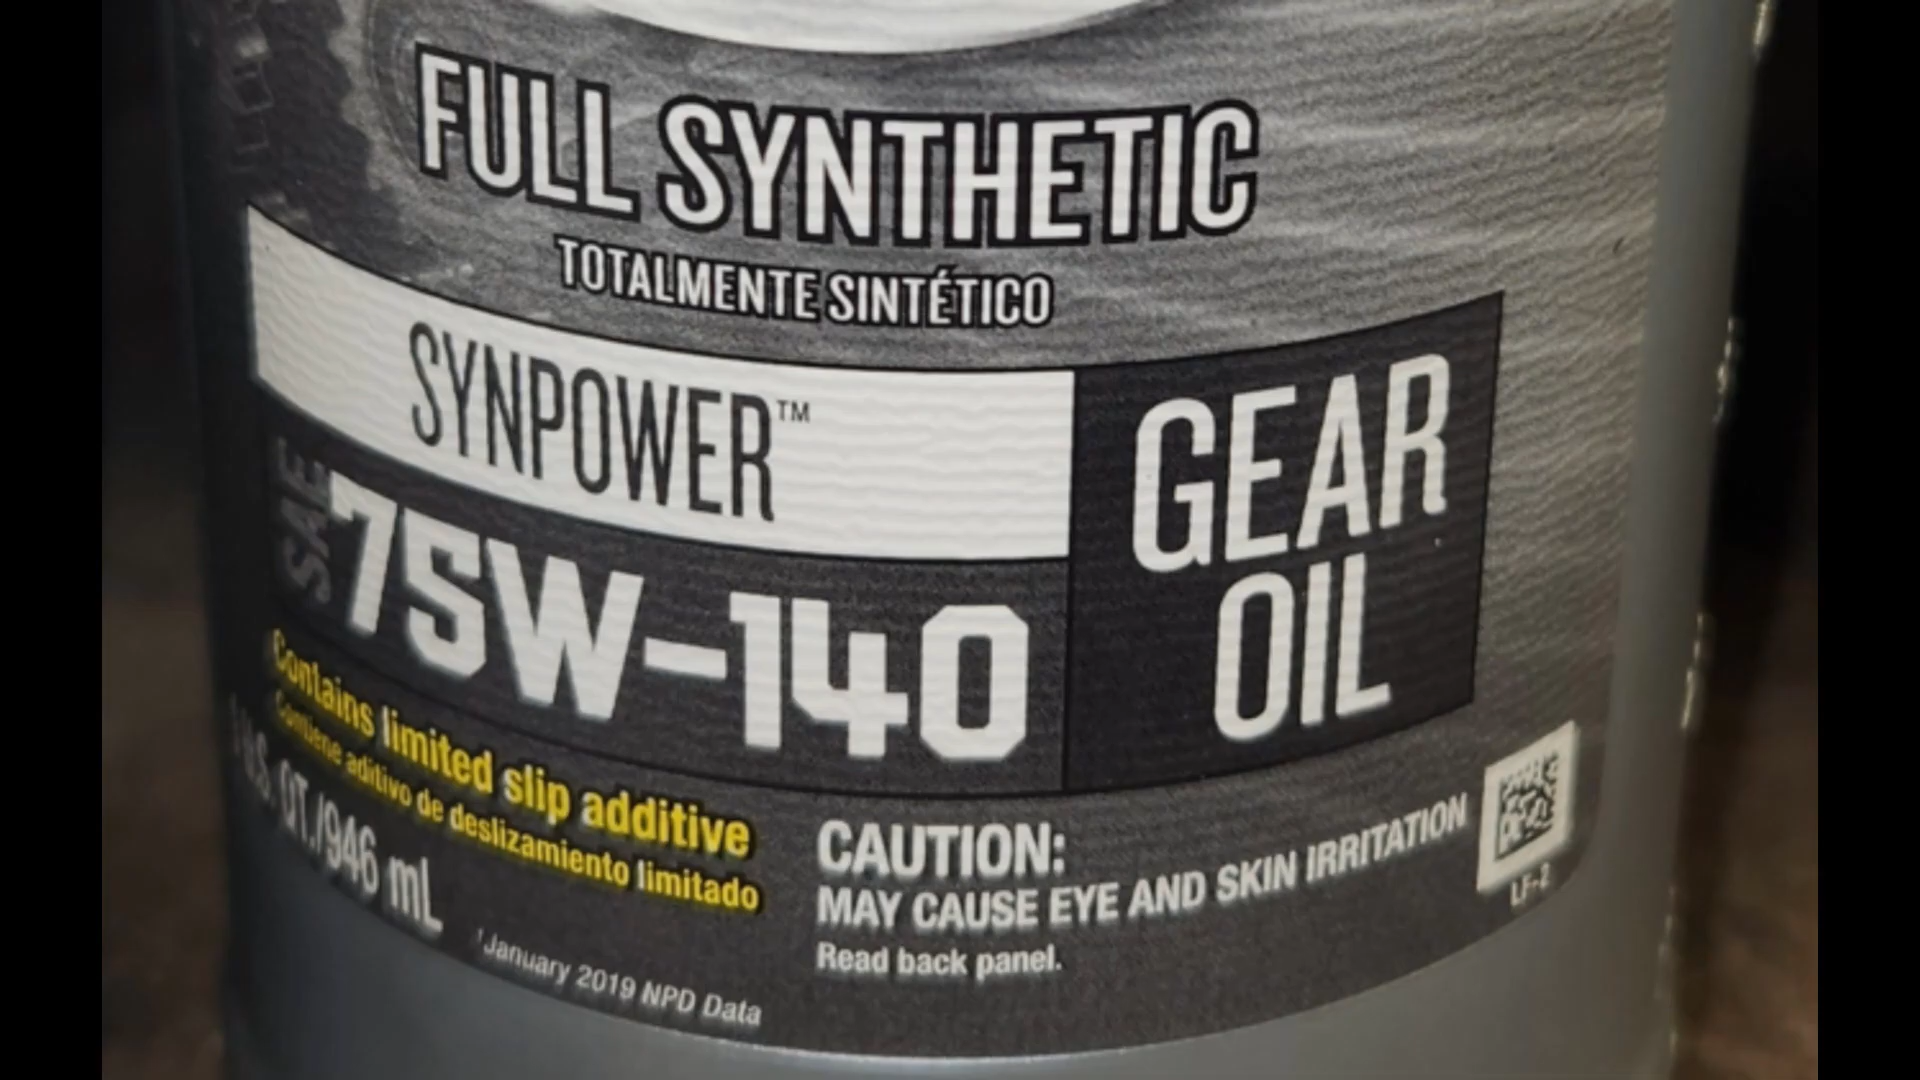 FULL SYNTHETIC
TOTALMENTE SINTÉTICO
SYNPOWER™
SAE 75W-140
GEAR
OIL
Contains limited slip additive
Contiene aditivo de deslizamiento limitado
1 U.S. QT./946 mL
¹January 2019 NPD Data
CAUTION:
MAY CAUSE EYE AND SKIN IRRITATION
Read back panel.
LF-2